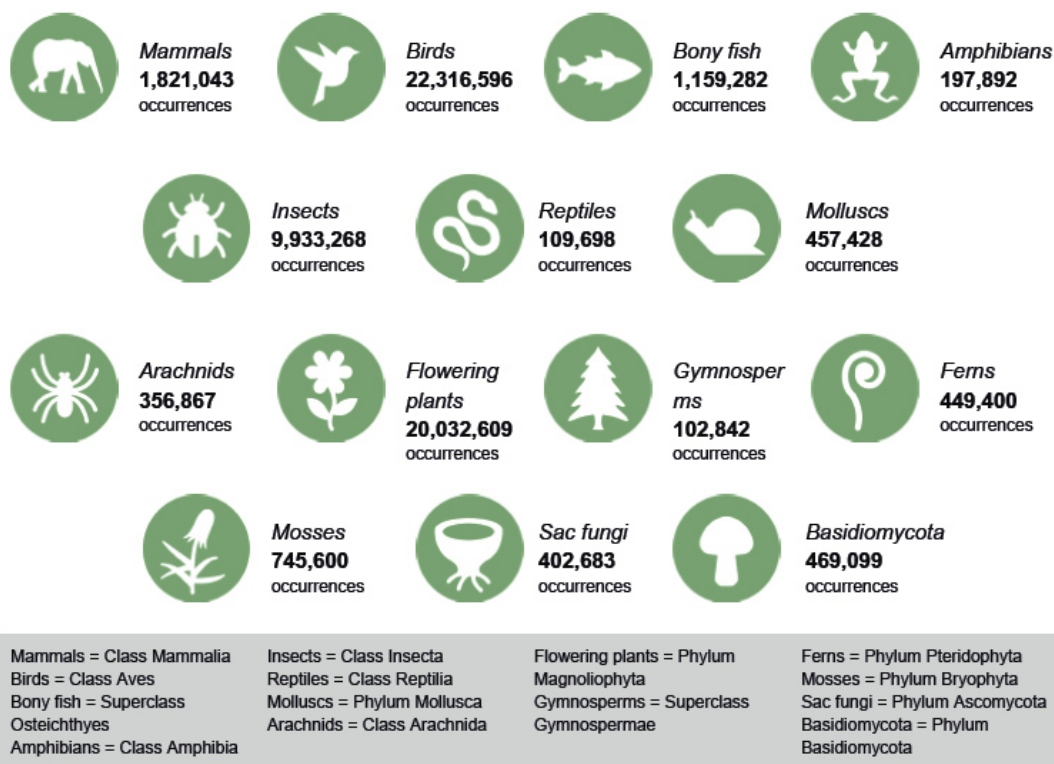 Mammals
1,821,043
occurrences
Birds
22,316,596
occurrences
Bony fish
1,159,282
occurrences
Amphibians
197,892
occurrences
Insects
9,933,268
occurrences
Reptiles
109,698
occurrences
Molluscs
457,428
occurrences
Arachnids
356,867
occurrences
Flowering
plants
20,032,609
occurrences
Gymnosper
ms
102,842
occurrences
Ferns
449,400
occurrences
Mosses
745,600
occurrences
Sac fungi
402,683
occurrences
Basidiomycota
469,099
occurrences
Mammals = Class Mammalia
Birds = Class Aves
Bony fish = Superclass
Osteichthyes
Amphibians = Class Amphibia
Insects = Class Insecta
Reptiles = Class Reptilia
Molluscs = Phylum Mollusca
Arachnids = Class Arachnida
Flowering plants = Phylum
Magnoliophyta
Gymnosperms = Superclass
Gymnospermae
Ferns = Phylum Pteridophyta
Mosses = Phylum Bryophyta
Sac fungi = Phylum Ascomycota
Basidiomycota = Phylum
Basidiomycota